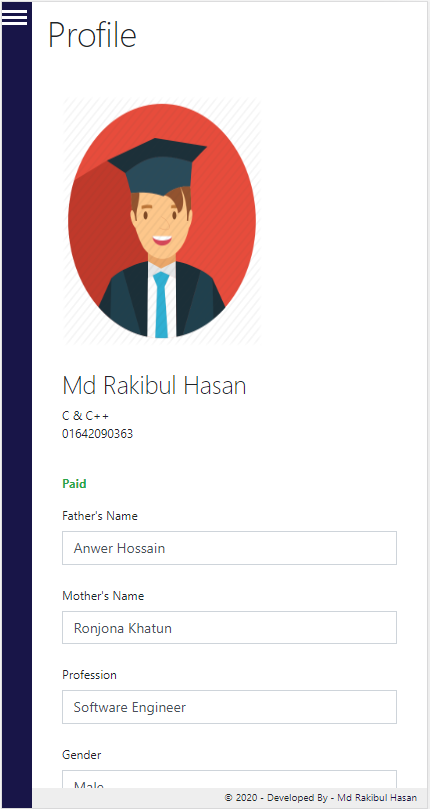 Profile
Md Rakibul Hasan
C & C++
01642090363
Paid
Father's Name
Anwer Hossain
Mother's Name
Ronjona Khatun
Profession
Software Engineer
Gender
Male
© 2020 - Developed By - Md Rakibul Hasan